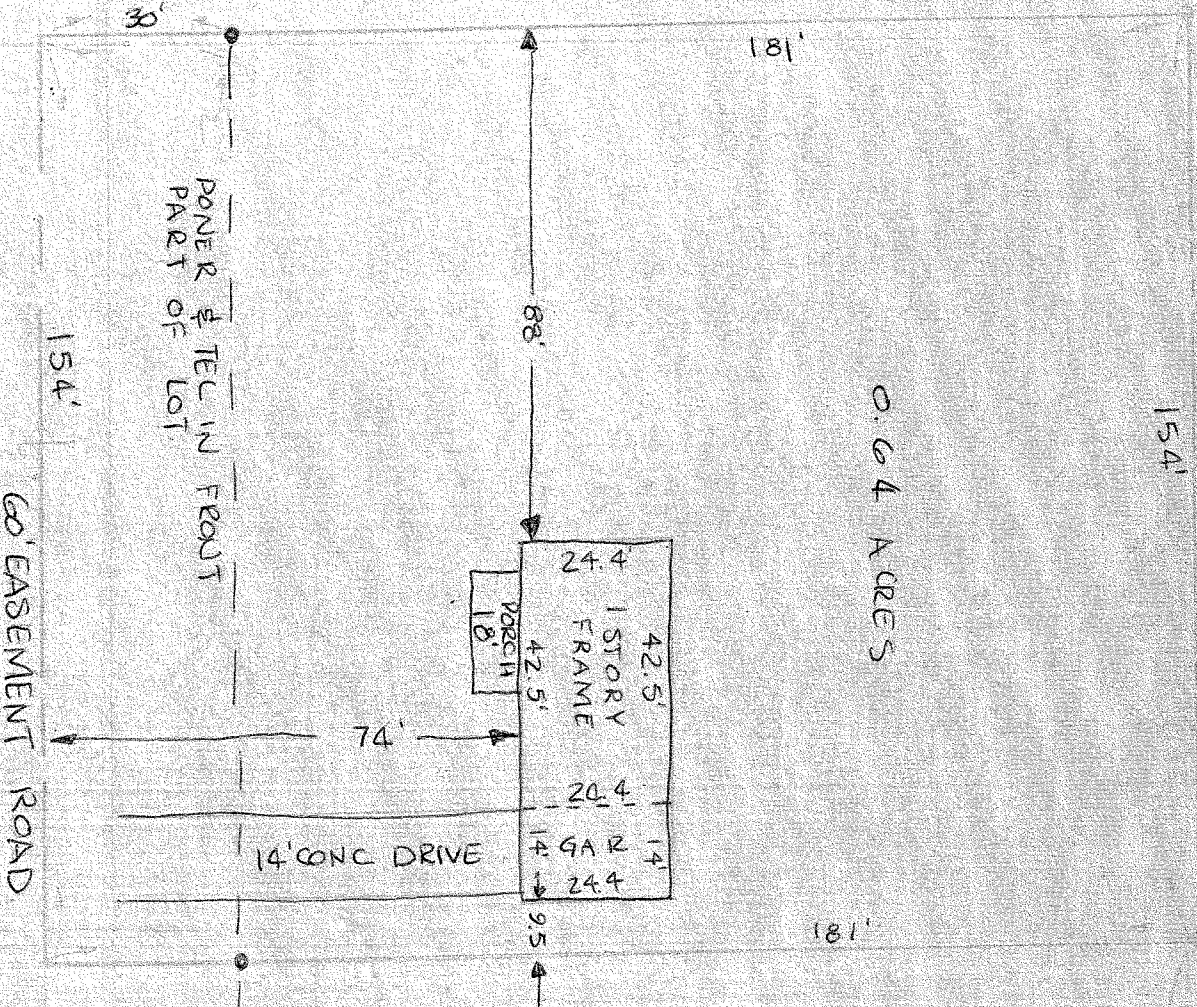 30'
181'
154'
0.64 ACRES
88'
POWER & TEL IN FRONT
PART OF LOT
154'
60' EASEMENT ROAD
24.4'
1 STORY
FRAME
42.5'
42.5'
PORCH
18'
74'
24.4
14' CONC DRIVE
14'
GAR
14'
24.4
9.5
181'